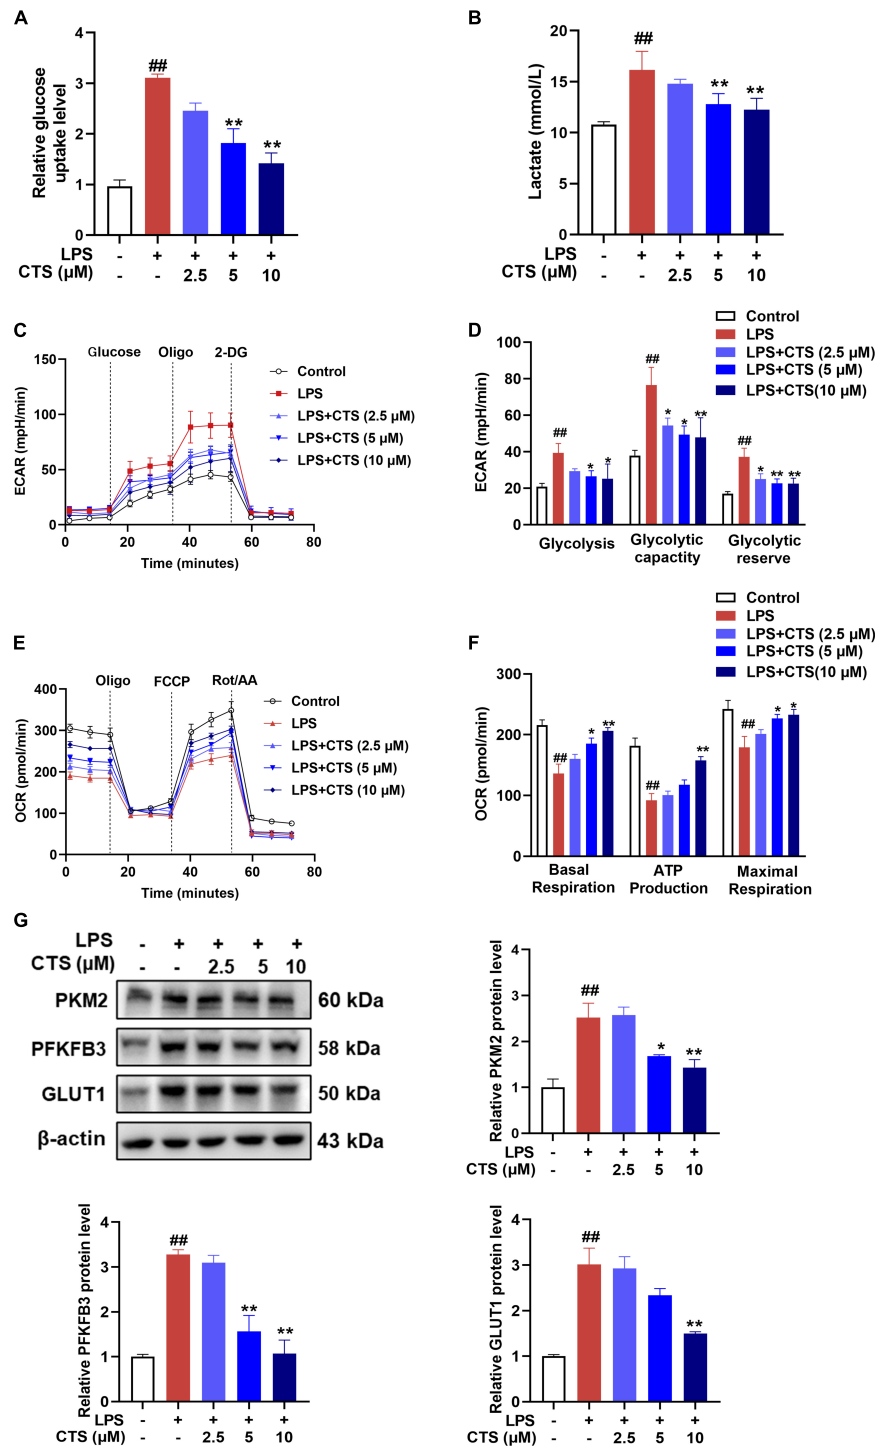 A
Relative glucose
uptake lelvel
4
3
2
1
0
##
**
**
LPS - + + + +
CTS (μM) - - 2.5 5 10
B
Lactate (mmol/L)
20
15
10
5
0
##
**
**
LPS - + + + +
CTS (μM) - - 2.5 5 10
C
ECAR (mpH/min)
150
100
50
0
Glucose Oligo 2-DG
Control
LPS
LPS+CTS (2.5 μM)
LPS+CTS (5 μM)
LPS+CTS (10 μM)
0 20 40 60 80
Time (minutes)
D
Control
LPS
LPS+CTS (2.5 μM)
LPS+CTS (5 μM)
LPS+CTS(10 μM)
ECAR (mpH/min)
100
80
60
40
20
0
## * *
## * * **
## * ** **
Glycolysis
Glycolytic
capactity
Glycolytic
reserve
E
OCR (pmol/min)
400
300
200
100
0
Oligo FCCP Rot/AA
Control
LPS
LPS+CTS (2.5 μM)
LPS+CTS (5 μM)
LPS+CTS (10 μM)
0 20 40 60 80
Time (minutes)
F
Control
LPS
LPS+CTS (2.5 μM)
LPS+CTS (5 μM)
LPS+CTS(10 μM)
OCR (pmol/min)
300
200
100
0
## * **
## **
## * *
Basal
Respiration
ATP
Production
Maximal
Respiration
G
LPS - + + + +
CTS (μM) - - 2.5 5 10
PKM2 60 kDa
PFKFB3 58 kDa
GLUT1 50 kDa
β-actin 43 kDa
Relative PKM2 protein level
4
3
2
1
0
##
*
**
LPS - + + + +
CTS (μM) - - 2.5 5 10
Relative PFKFB3 protein level
4
3
2
1
0
##
**
**
LPS - + + + +
CTS (μM) - - 2.5 5 10
Relative GLUT1 protein level
4
3
2
1
0
##
**
LPS - + + + +
CTS (μM) - - 2.5 5 10